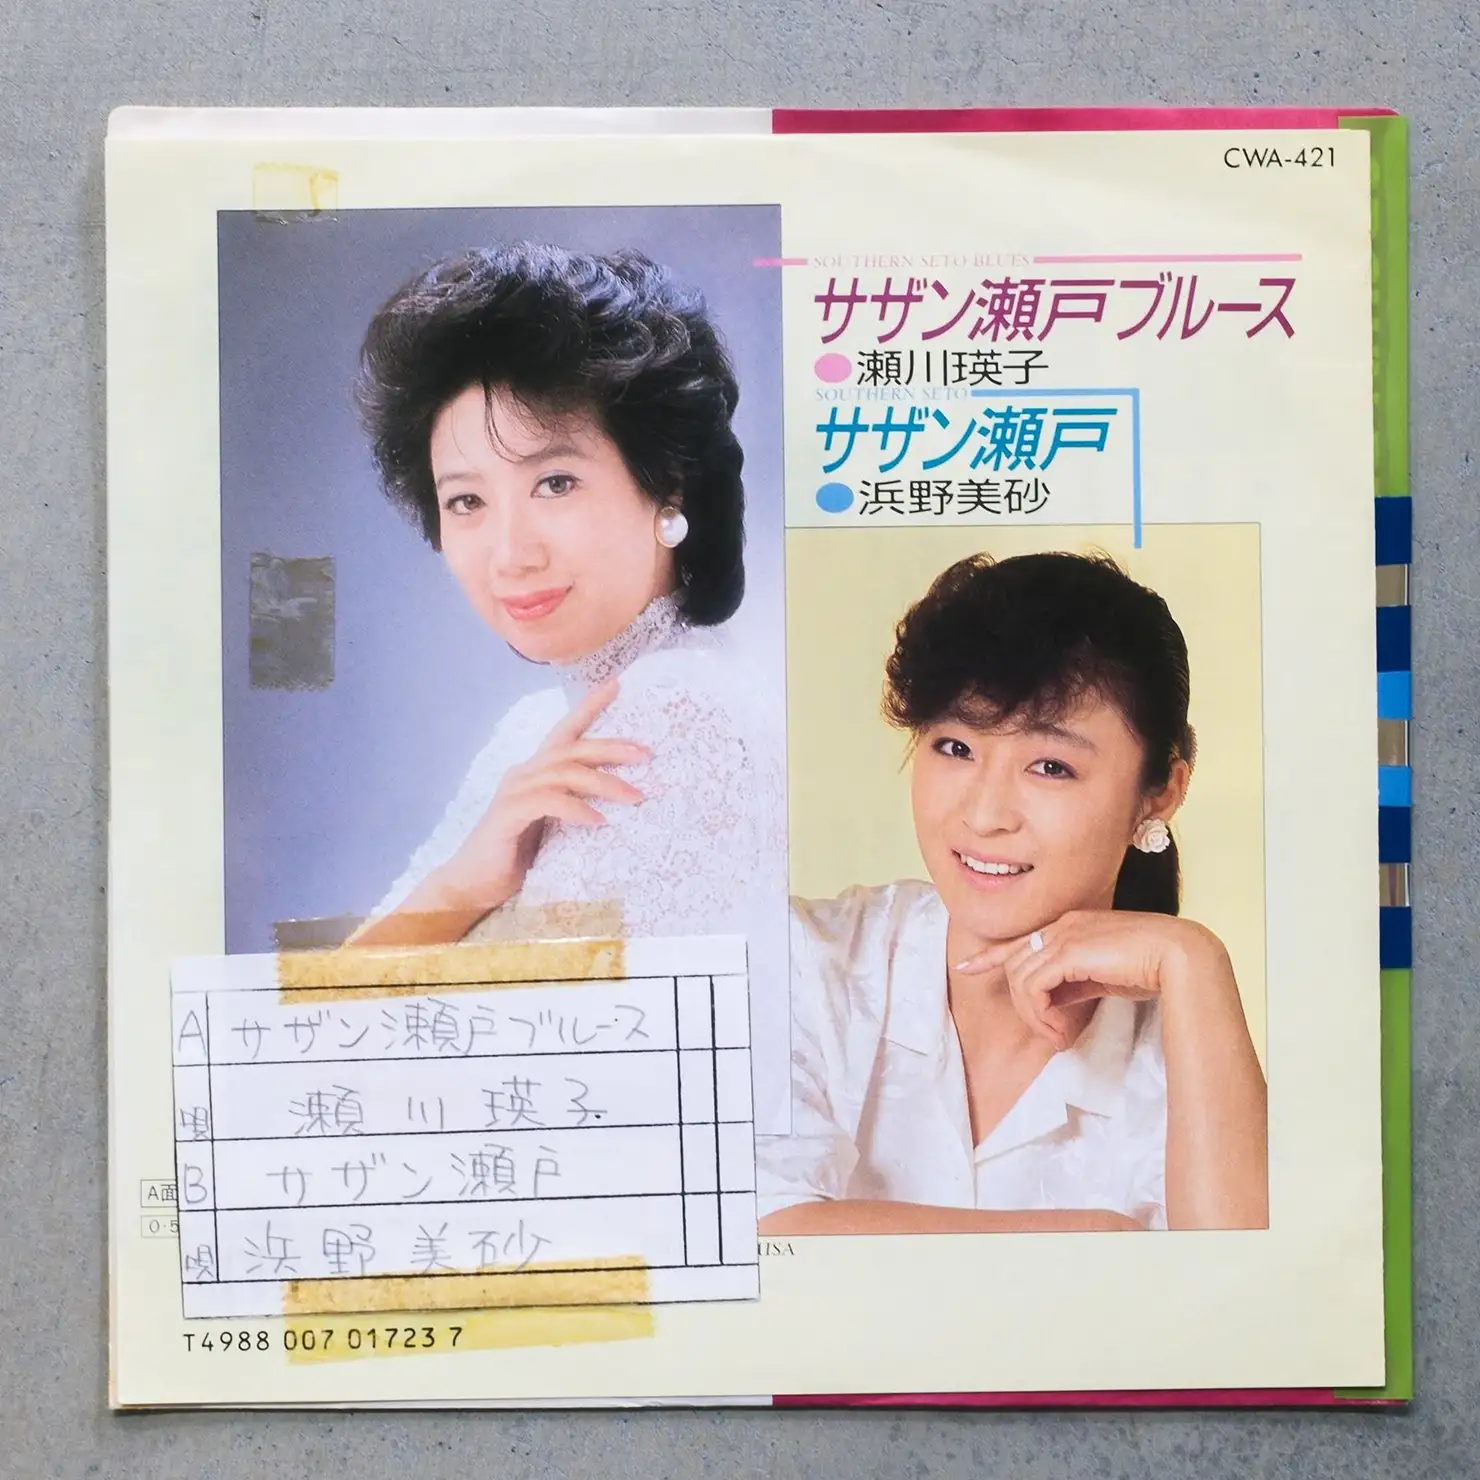 CWA-421
SOUTHERN SETO BLUES
サザン瀬戸ブルース
●瀬川瑛子
SOUTHERN SETO
サザン瀬戸
●浜野美砂
A サザン瀬戸ブルース
唄 瀬川瑛子
B サザン瀬戸
唄 浜野美砂
A面
USA
T4988 007 01723 7